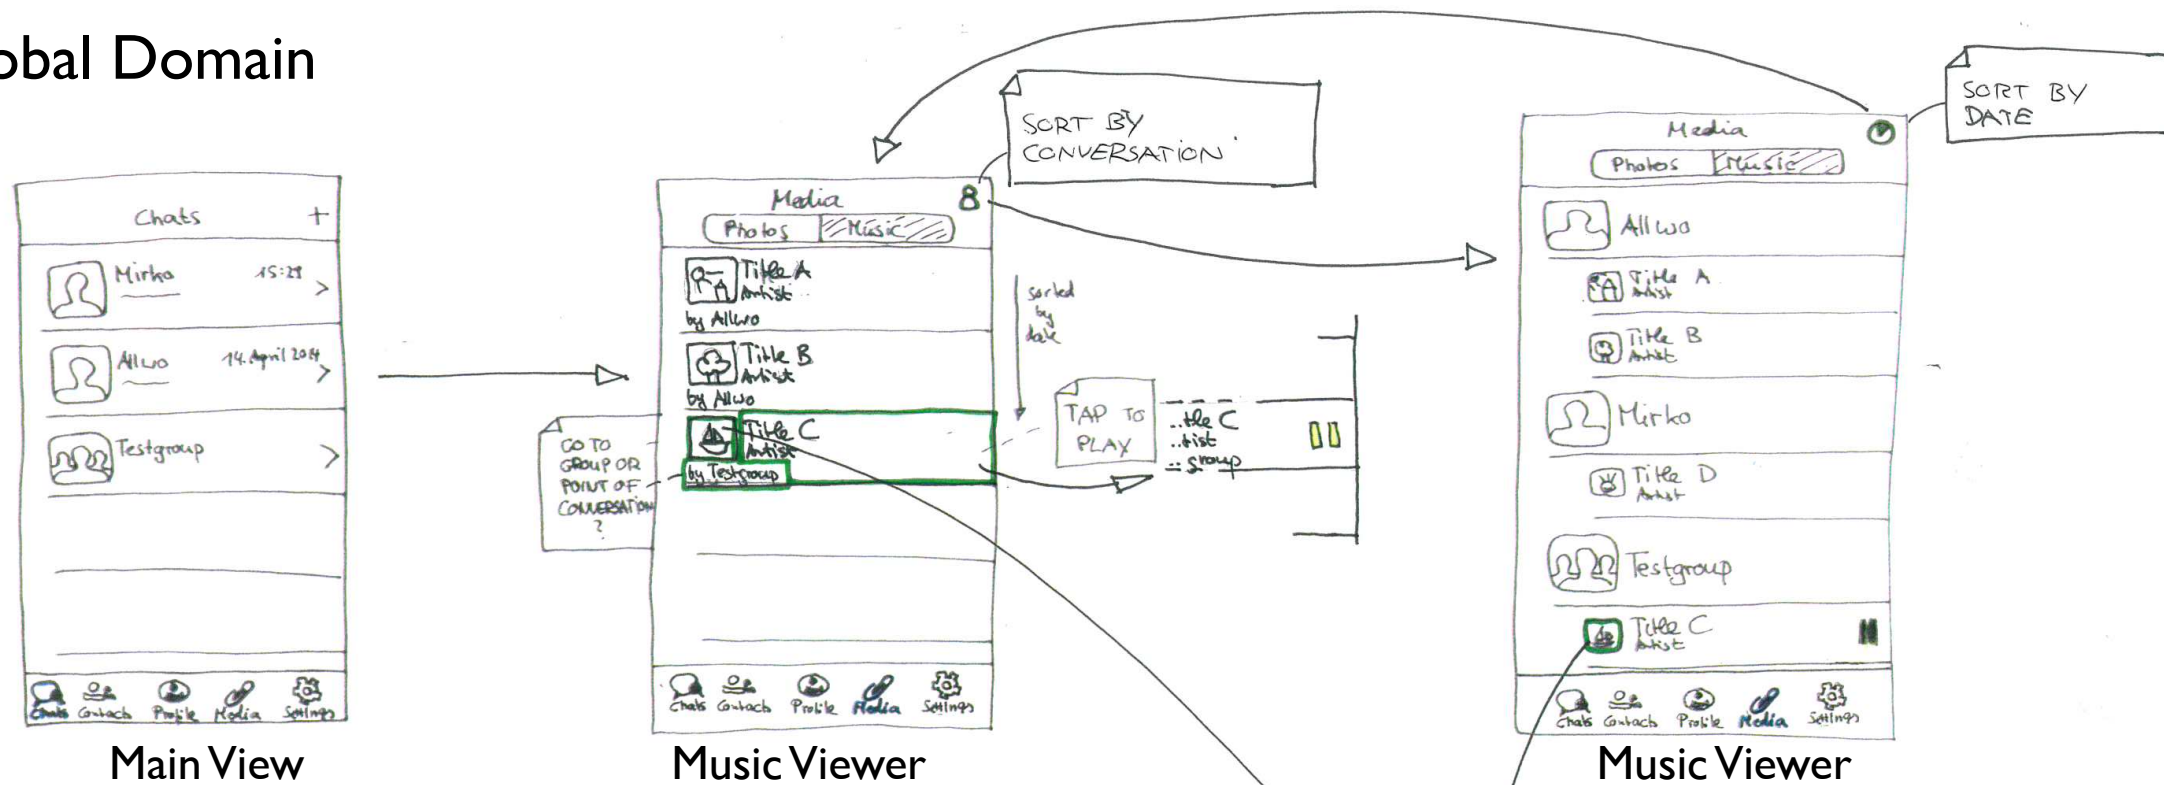 obal Domain
Chats +
Mirko 15:29
Allwo 14. April 2014
Testgroup
Chats Contacts Profile Media Settings
Main View
GO TO
GROUP OR
POINT OF
CONVERSATION
?
SORT BY
CONVERSATION
Media
Photos Music
Title A
Artist
by Allwo
Title B
Artist
by Allwo
Title C
Artist
by Testgroup
Chats Contacts Profile Media Settings
Music Viewer
sorted
by
date
TAP TO
PLAY
..tle C
..tist
.. group
SORT BY
DATE
Media
Photos Music
Allwo
Title A
Artist
Title B
Artist
Mirko
Title D
Artist
Testgroup
Title C
Artist
Chats Contacts Profile Media Settings
Music Viewer